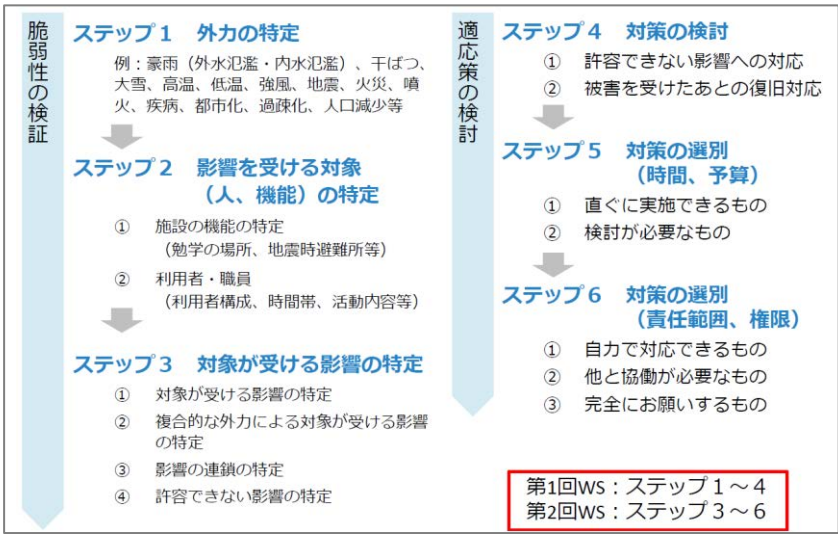 脆弱性の検証
ステップ１　外力の特定
例：豪雨（外水氾濫・内水氾濫）、干ばつ、
大雪、高温、低温、強風、地震、火災、噴
火、疾病、都市化、過疎化、人口減少等
ステップ２　影響を受ける対象
（人、機能）の特定
①　施設の機能の特定
（勉学の場所、地震時避難所等）
②　利用者・職員
（利用者構成、時間帯、活動内容等）
ステップ３　対象が受ける影響の特定
①　対象が受ける影響の特定
②　複合的な外力による対象が受ける影響
の特定
③　影響の連鎖の特定
④　許容できない影響の特定
適応策の検討
ステップ４　対策の検討
①　許容できない影響への対応
②　被害を受けたあとの復旧対応
ステップ５　対策の選別
（時間、予算）
①　直ぐに実施できるもの
②　検討が必要なもの
ステップ６　対策の選別
（責任範囲、権限）
①　自力で対応できるもの
②　他と協働が必要なもの
③　完全にお願いするもの
第1回WS：ステップ１～４
第2回WS：ステップ３～６